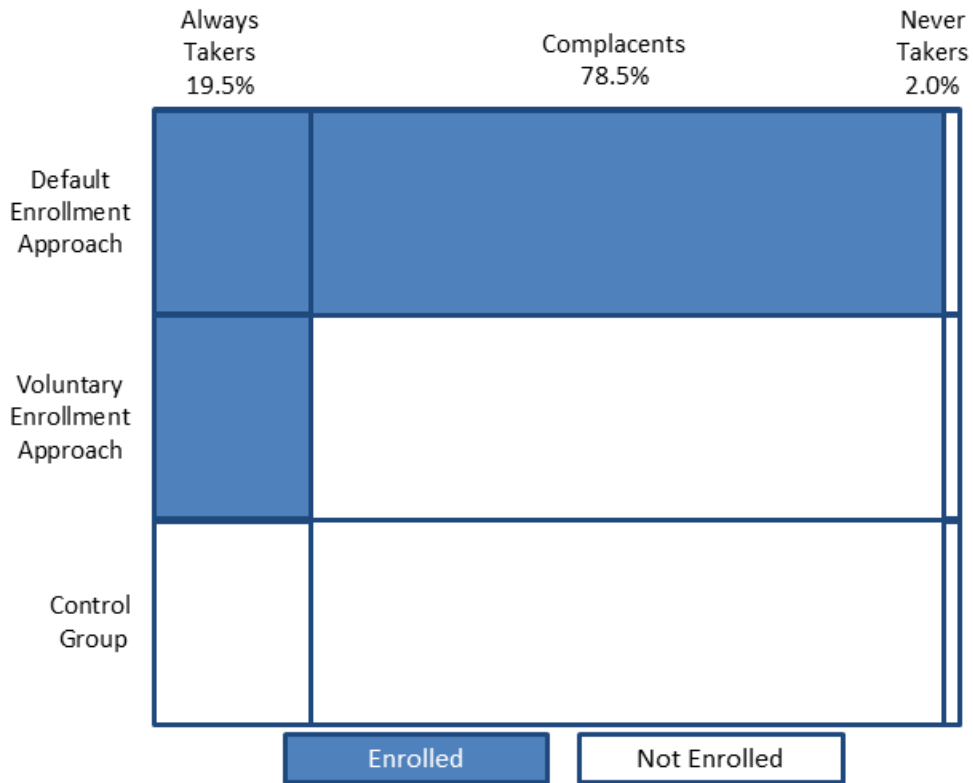 Always
Takers
19.5%
Complacents
78.5%
Never
Takers
2.0%
Default
Enrollment
Approach
Voluntary
Enrollment
Approach
Control
Group
Enrolled
Not Enrolled